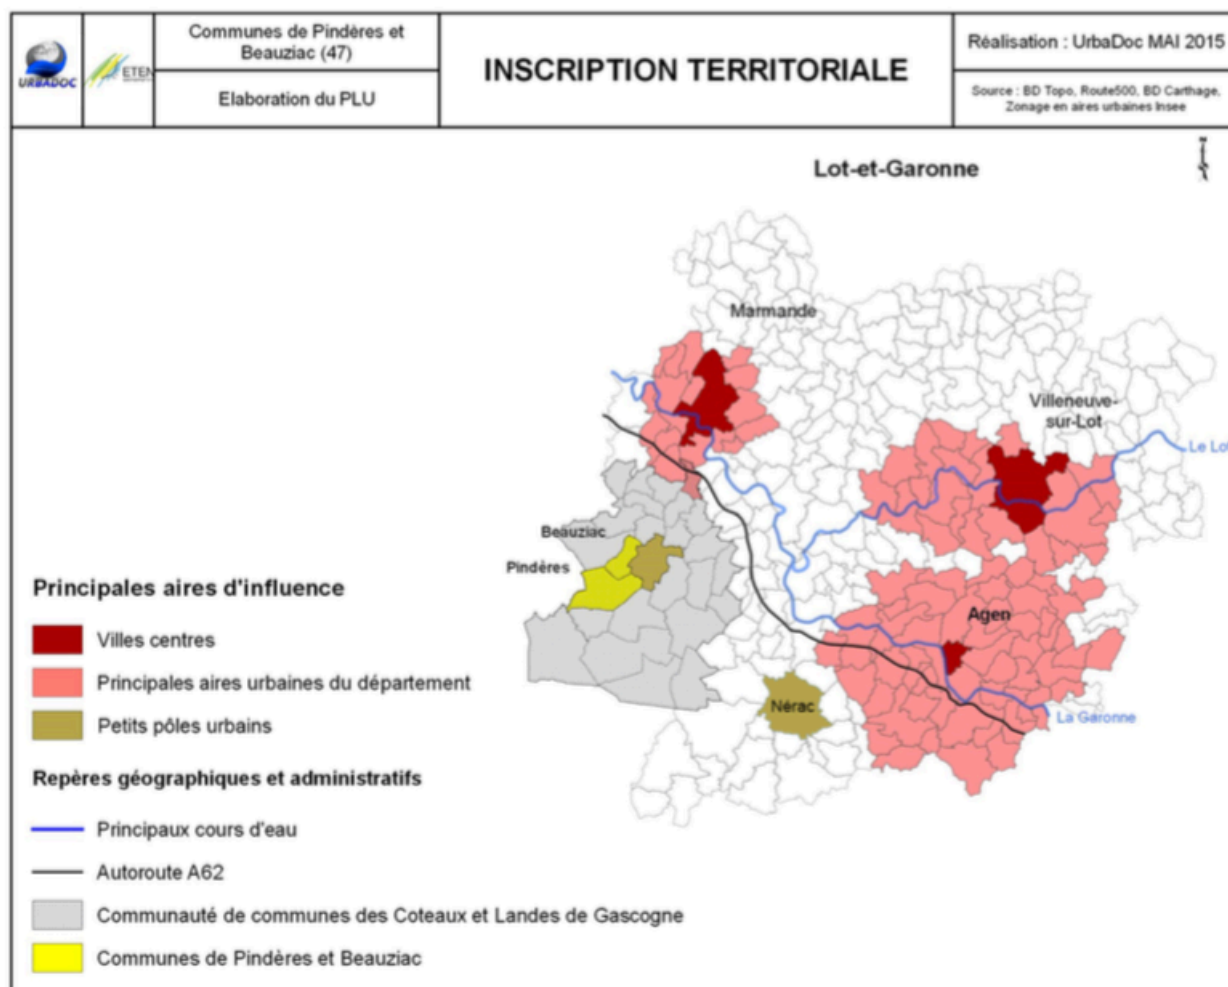 URBADOC
ETEN
Communes de Pindères et
Beauziac (47)
Elaboration du PLU
INSCRIPTION TERRITORIALE
Réalisation : UrbaDoc MAI 2015
Source : BD Topo, Route500, BD Carthage,
Zonage en aires urbaines Insee
Lot-et-Garonne
Marmande
Villeneuve-
sur-Lot
Le Lo
Beauziac
Pindères
Agen
Nérac
La Garonne
Principales aires d'influence
Villes centres
Principales aires urbaines du département
Petits pôles urbains
Repères géographiques et administratifs
Principaux cours d'eau
Autoroute A62
Communauté de communes des Coteaux et Landes de Gascogne
Communes de Pindères et Beauziac